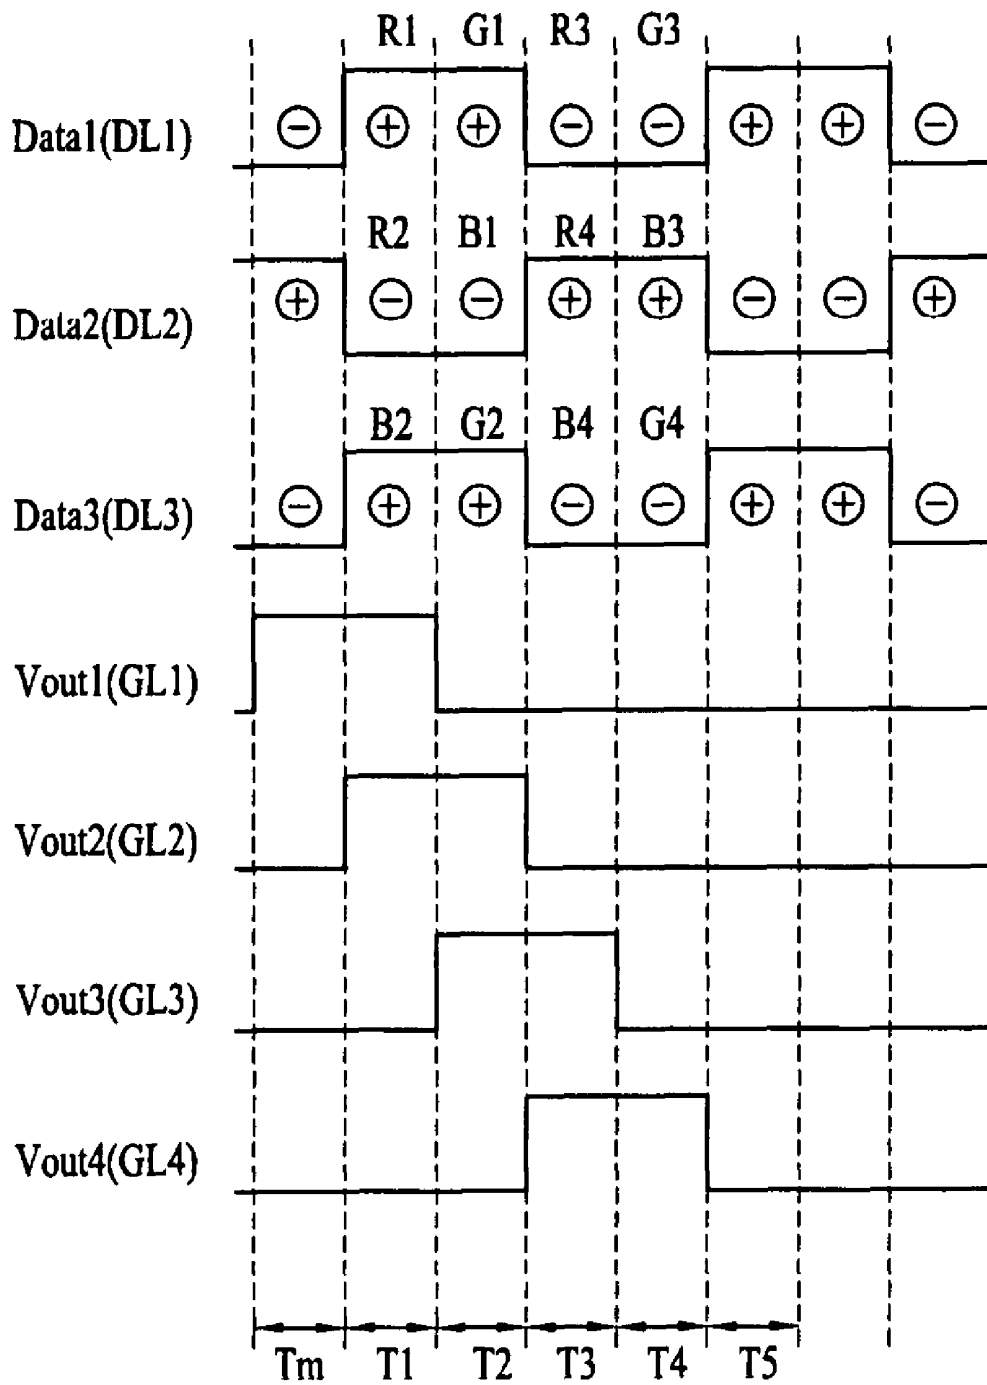 R1 G1 R3 G3
Data1(DL1) − + + − − + + −
R2 B1 R4 B3
Data2(DL2) + − − + + − − +
B2 G2 B4 G4
Data3(DL3) − + + − − + + −
Vout1(GL1)
Vout2(GL2)
Vout3(GL3)
Vout4(GL4)
Tm T1 T2 T3 T4 T5